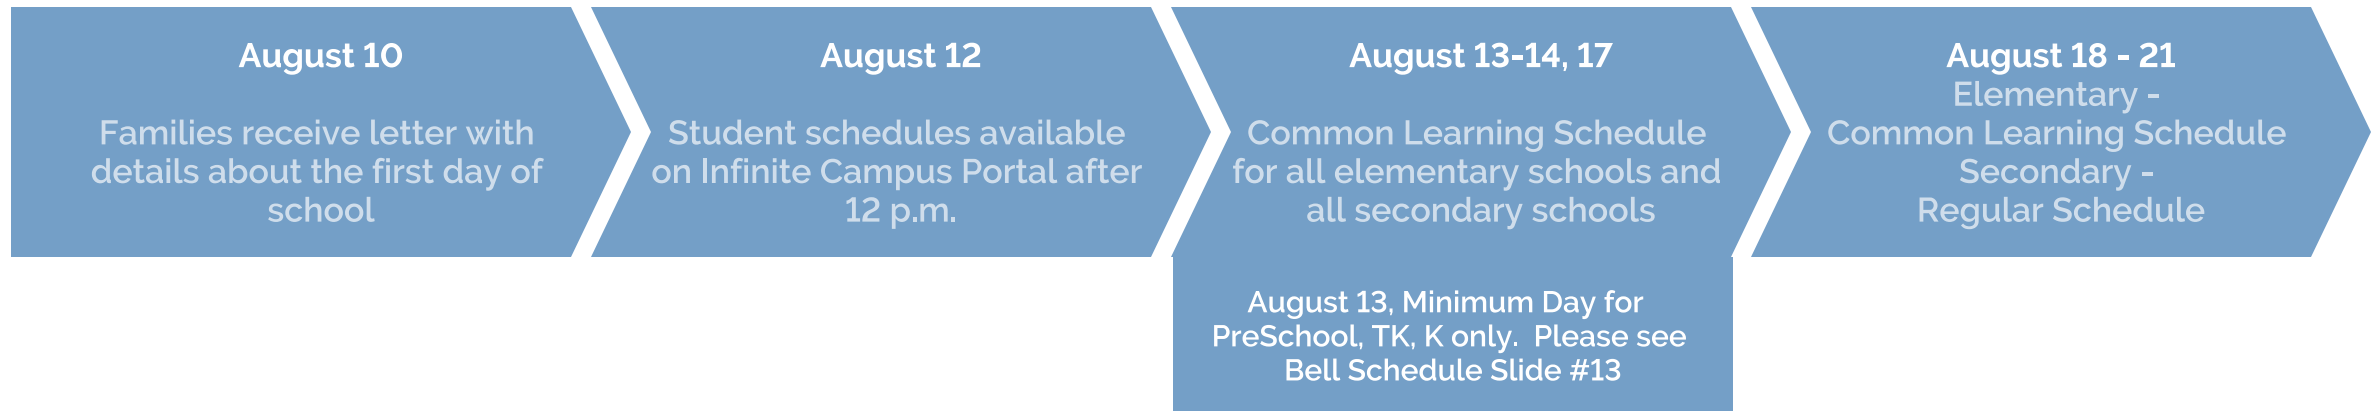 August 10
Families receive letter with
details about the first day of
school
August 12
Student schedules available
on Infinite Campus Portal after
12 p.m.
August 13-14, 17
Common Learning Schedule
for all elementary schools and
all secondary schools
August 13, Minimum Day for
PreSchool, TK, K only.  Please see
Bell Schedule Slide #13
August 18 - 21
Elementary -
Common Learning Schedule
Secondary -
Regular Schedule